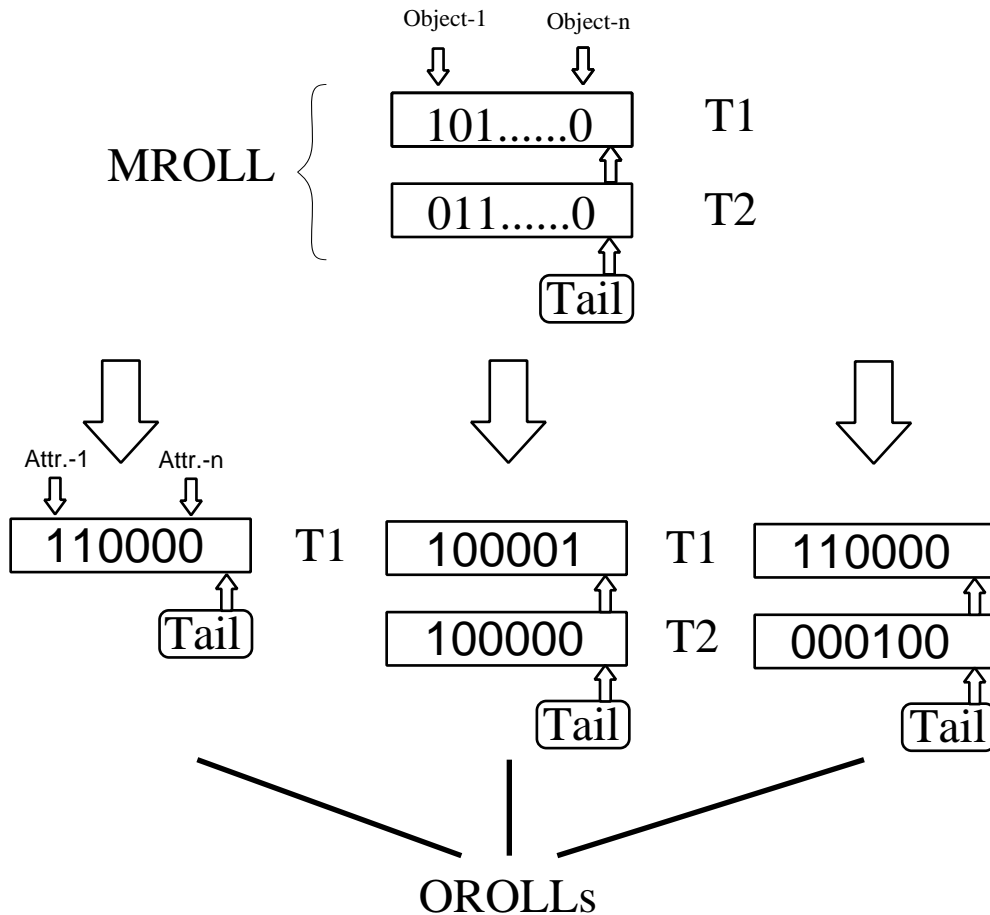 Object-1 Object-n
101......0 T1
MROLL
011......0 T2
Tail
Attr.-1 Attr.-n
110000 T1 100001 T1 110000
Tail 100000 T2 000100
Tail Tail
OROLLs